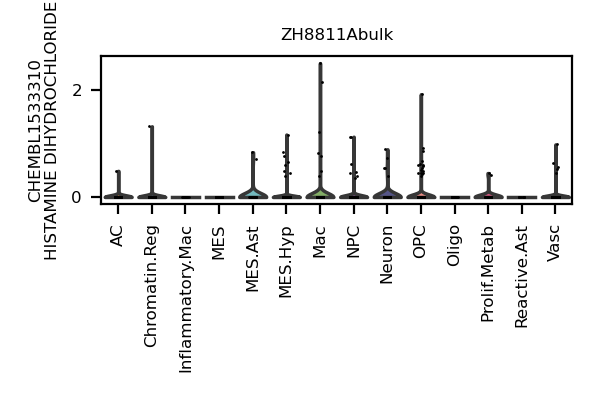 ZH8811Abulk
CHEMBL1533310
HISTAMINE DIHYDROCHLORIDE
2
0
AC
Chromatin.Reg
Inflammatory.Mac
MES
MES.Ast
MES.Hyp
Mac
NPC
Neuron
OPC
Oligo
Prolif.Metab
Reactive.Ast
Vasc